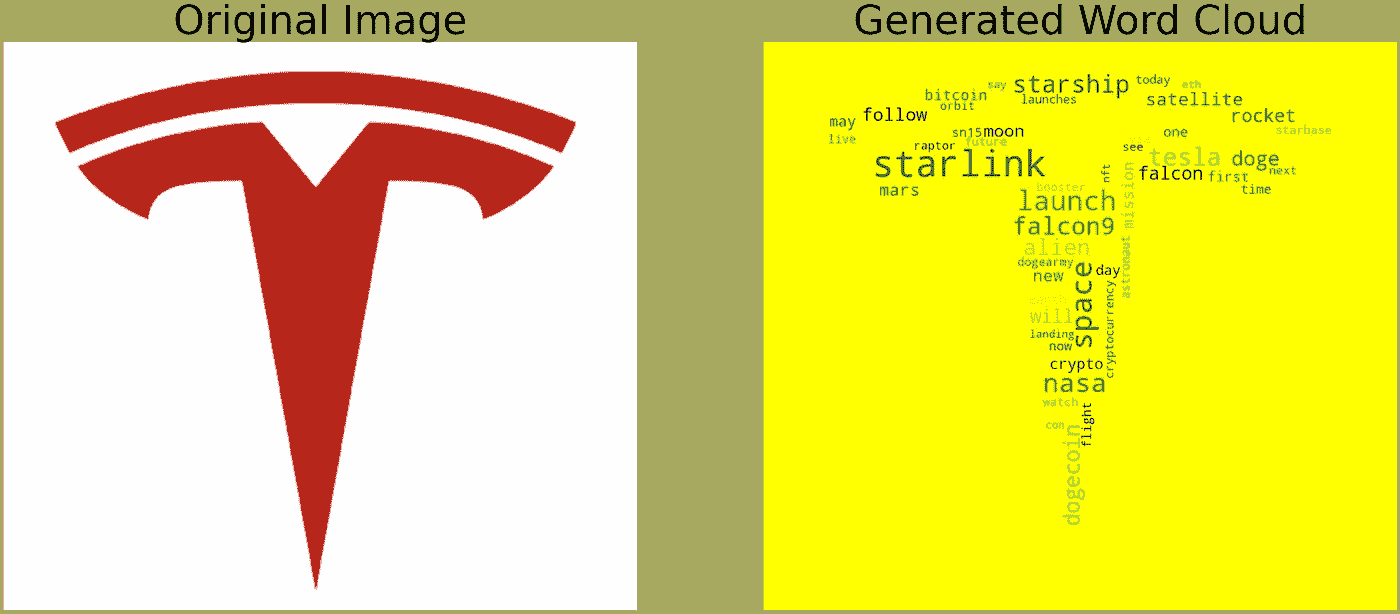 Original Image
Generated Word Cloud
say
starship
today
eth
bitcoin
launches
satellite
orbit
follow
rocket
may
sn15
moon
one
starbase
live
raptor
future
see
starlink
tesla
doge
nft
falcon
first
next
mars
booster
mission
time
launch
falcon9
alien
dogearmy
astronaut
new
space
day
will
cryptocurrency
landing
now
crypto
nasa
watch
flight
con
dogecoin